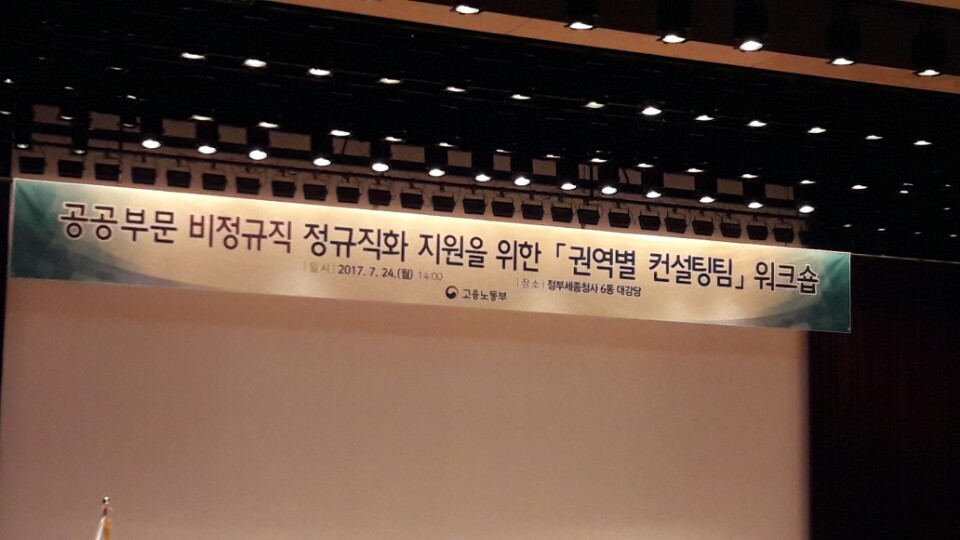 공공부문 비정규직 정규직화 지원을 위한 「권역별 컨설팅팀」 워크숍
|일시| 2017. 7. 24.(월) 14:00 |장소| 정부세종청사 6동 대강당
고용노동부